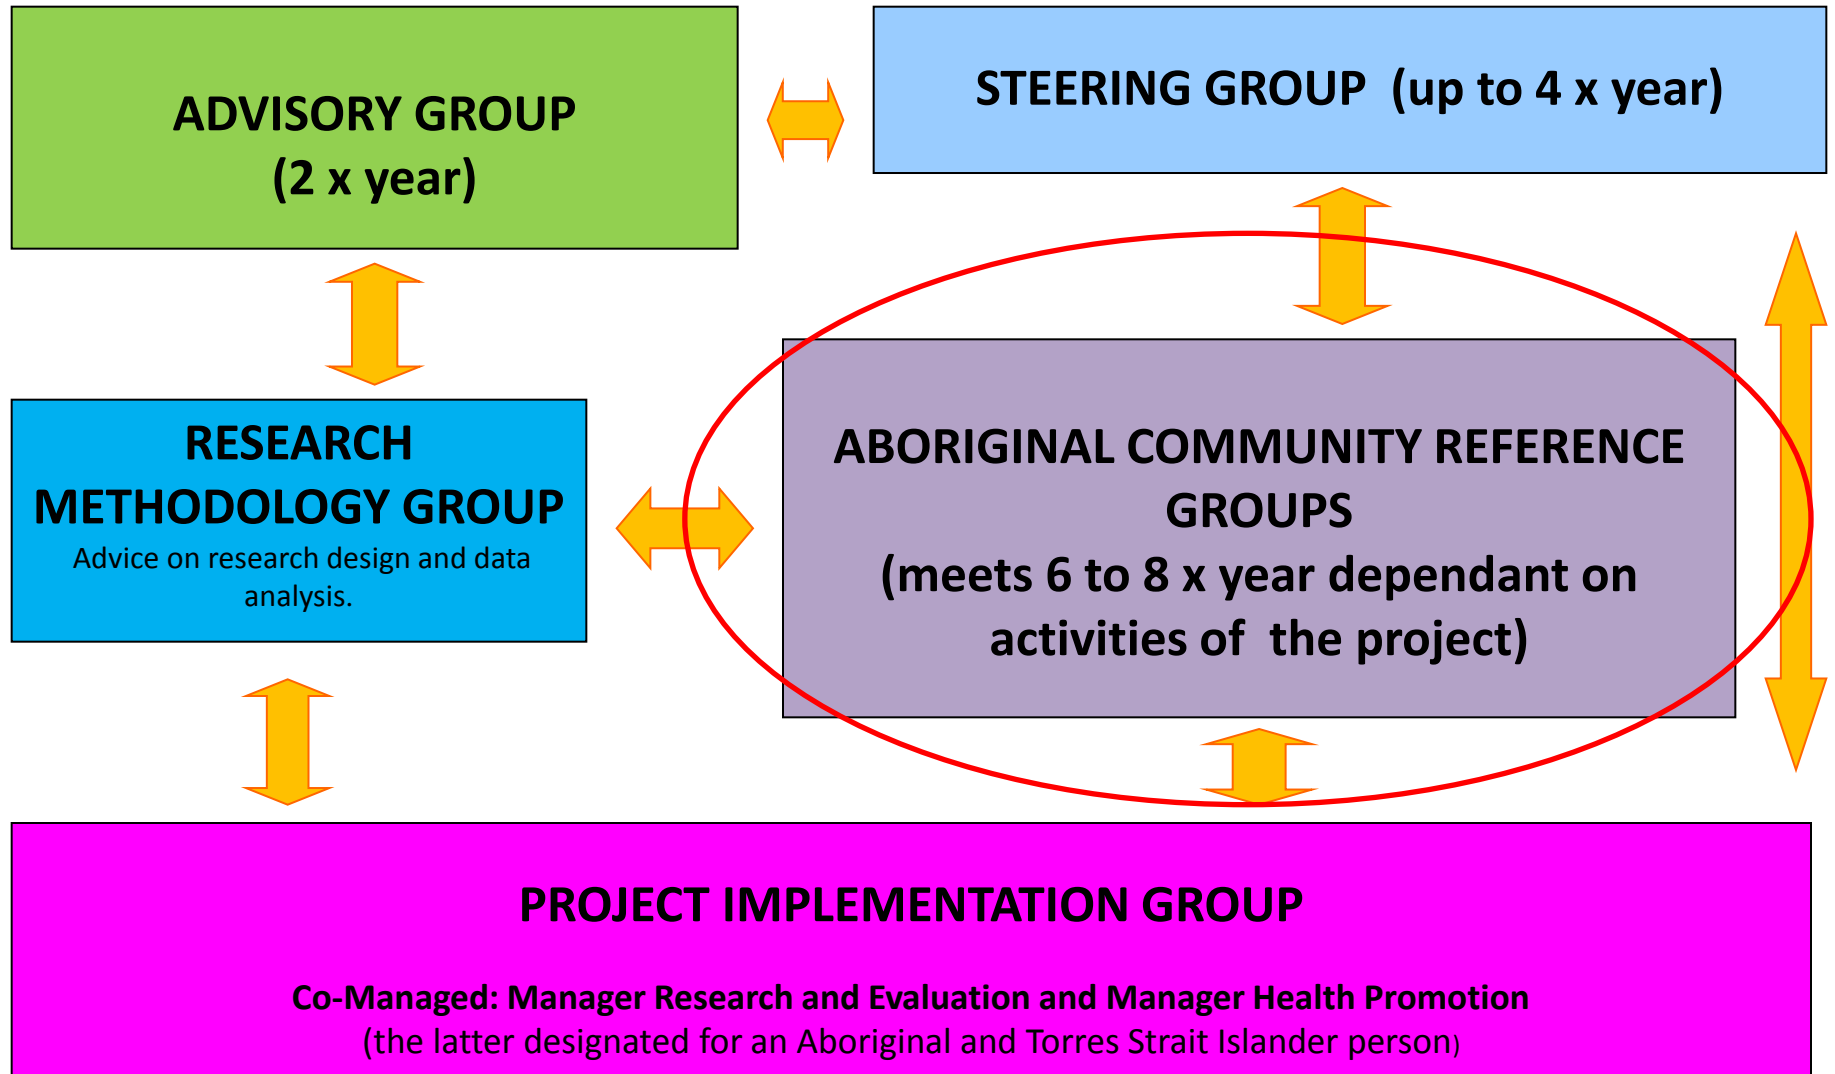 ADVISORY GROUP
(2 x year)
STEERING GROUP  (up to 4 x year)
RESEARCH
METHODOLOGY GROUP
Advice on research design and data
analysis.
ABORIGINAL COMMUNITY REFERENCE
GROUPS
(meets 6 to 8 x year dependant on
activities of  the project)
PROJECT IMPLEMENTATION GROUP
Co-Managed: Manager Research and Evaluation and Manager Health Promotion
(the latter designated for an Aboriginal and Torres Strait Islander person)